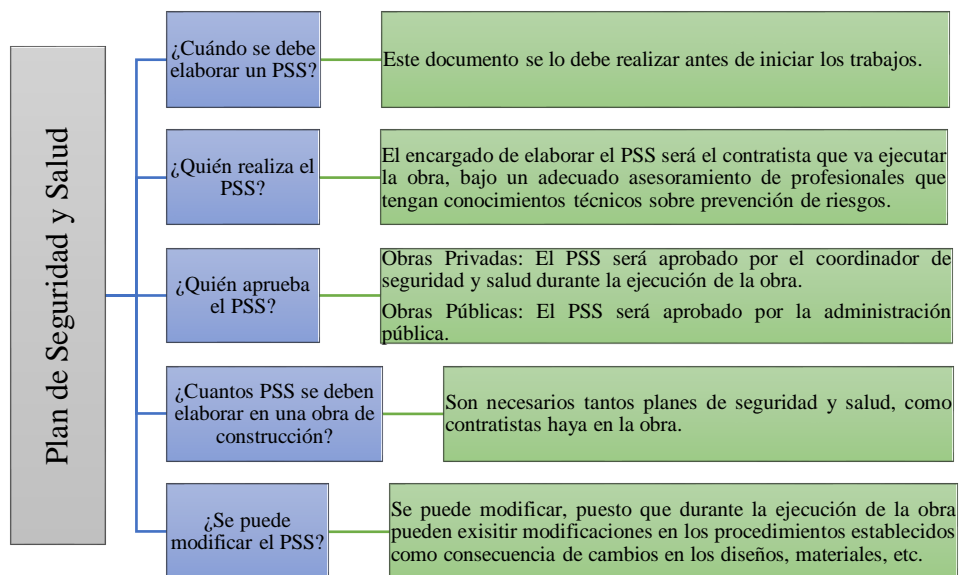 Plan de Seguridad y Salud
¿Cuándo se debe
elaborar un PSS?
Este documento se lo debe realizar antes de iniciar los trabajos.
¿Quién realiza el
PSS?
El encargado de elaborar el PSS será el contratista que va ejecutar
la obra, bajo un adecuado asesoramiento de profesionales que
tengan conocimientos técnicos sobre prevención de riesgos.
¿Quién aprueba
el PSS?
Obras Privadas: El PSS será aprobado por el coordinador de
seguridad y salud durante la ejecución de la obra.
Obras Públicas: El PSS será aprobado por la administración
pública.
¿Cuantos PSS se deben
elaborar en una obra de
construcción?
Son necesarios tantos planes de seguridad y salud, como
contratistas haya en la obra.
¿Se puede
modificar el PSS?
Se puede modificar, puesto que durante la ejecución de la obra
pueden exisitir modificaciones en los procedimientos establecidos
como consecuencia de cambios en los diseños, materiales, etc.